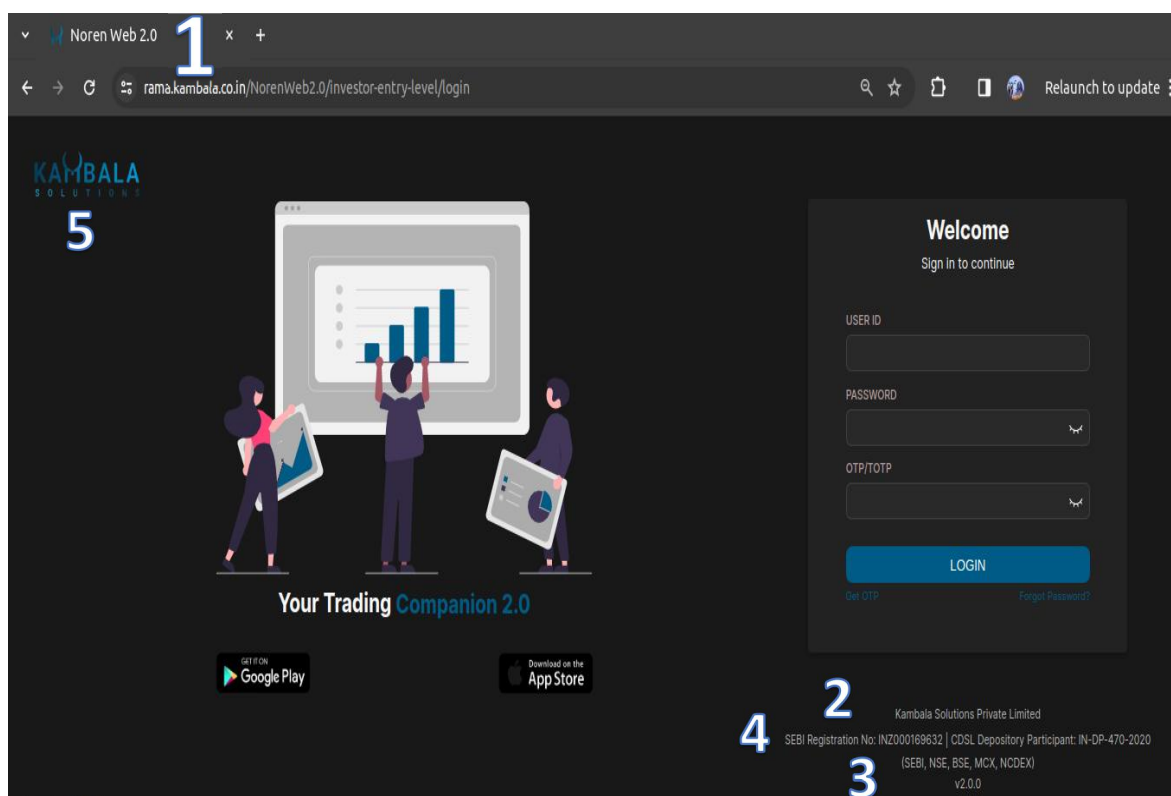 Noren Web 2.0
1
rama.kambala.co.in/NorenWeb2.0/investor-entry-level/login
Relaunch to update
KAMBALA
SOLUTIONS
5
Welcome
Sign in to continue
USER ID
PASSWORD
OTP/TOTP
LOGIN
Get OTP Forgot Password?
Your Trading Companion 2.0
GET IT ON
Google Play
Download on the
App Store
2
Kambala Solutions Private Limited
4
SEBI Registration No: INZ000169632 | CDSL Depository Participant: IN-DP-470-2020
(SEBI, NSE, BSE, MCX, NCDEX)
3
v2.0.0